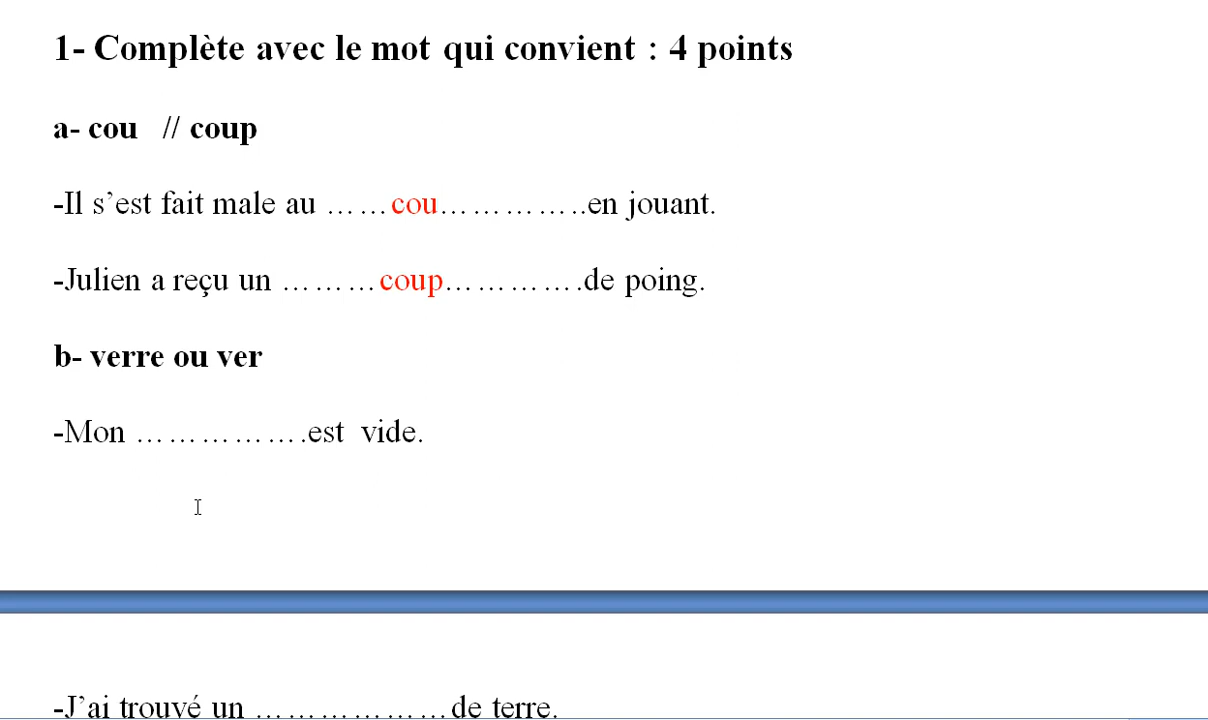 1- Complète avec le mot qui convient : 4 points
a- cou // coup
-Il s’est fait male au ……cou…………..en jouant.
-Julien a reçu un ………coup………….de poing.
b- verre ou ver
-Mon …………….est vide.
-J’ai trouvé un ………………de terre.